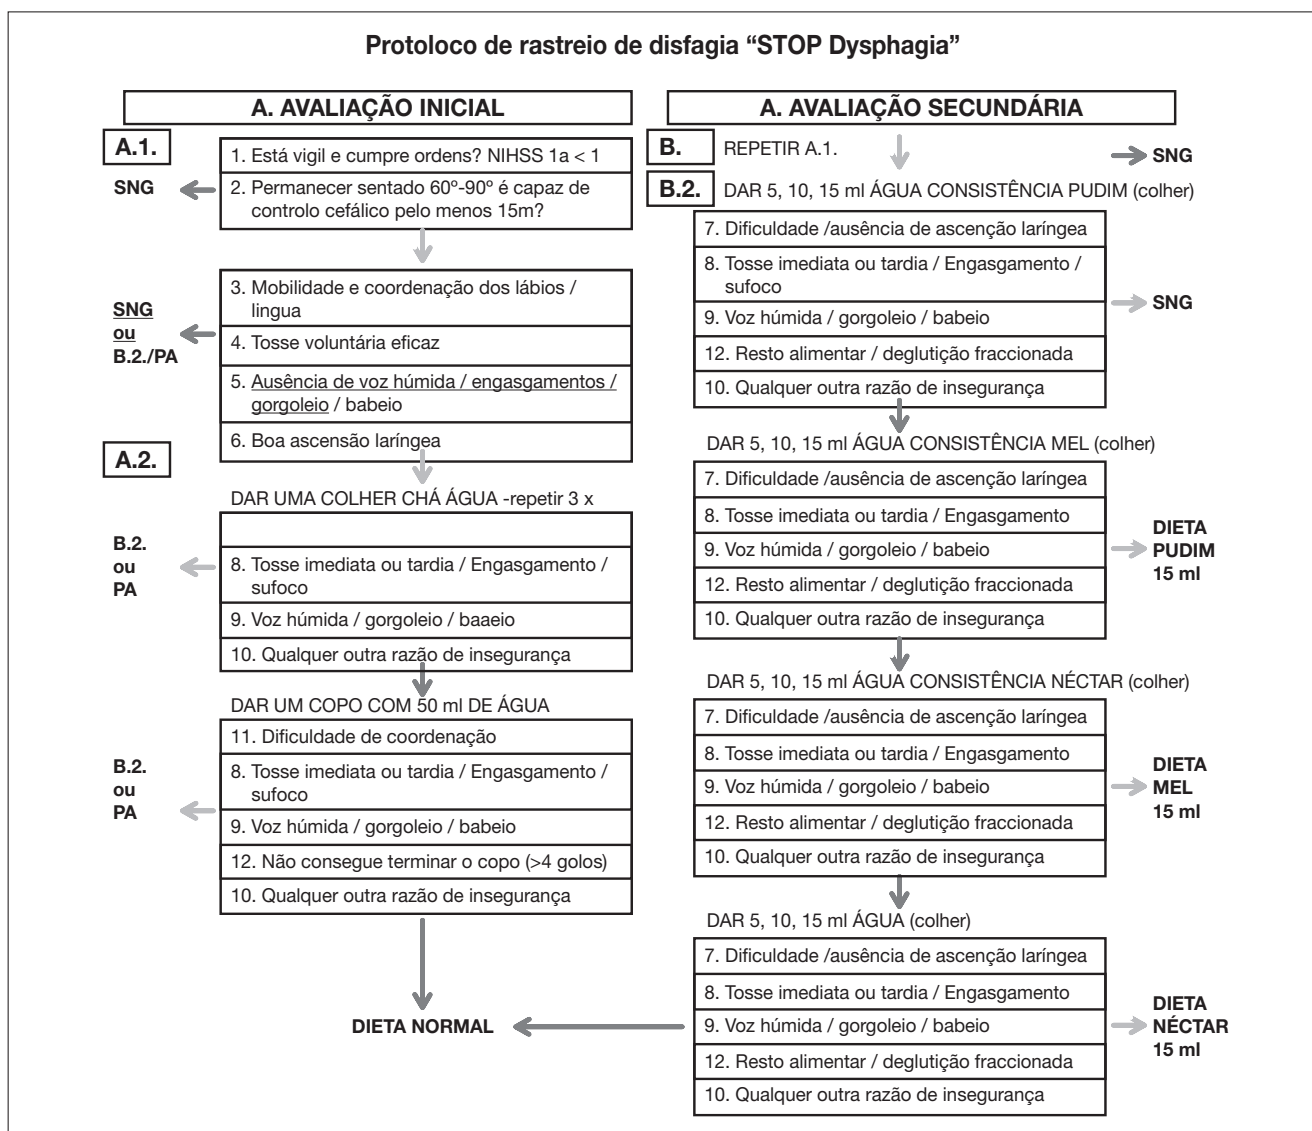 Protoloco de rastreio de disfagia “STOP Dysphagia”
A. AVALIAÇÃO INICIAL
A.1.
1. Está vigil e cumpre ordens? NIHSS 1a < 1
SNG
2. Permanecer sentado 60º-90º é capaz de
controlo cefálico pelo menos 15m?
3. Mobilidade e coordenação dos lábios /
lingua
SNG
ou
B.2./PA
4. Tosse voluntária eficaz
5. Ausência de voz húmida / engasgamentos /
gorgoleio / babeio
6. Boa ascensão laríngea
A.2.
DAR UMA COLHER CHÁ ÁGUA -repetir 3 x
B.2.
ou
PA
8. Tosse imediata ou tardia / Engasgamento /
sufoco
9. Voz húmida / gorgoleio / baaeio
10. Qualquer outra razão de insegurança
DAR UM COPO COM 50 ml DE ÁGUA
11. Dificuldade de coordenação
B.2.
ou
PA
8. Tosse imediata ou tardia / Engasgamento /
sufoco
9. Voz húmida / gorgoleio / babeio
12. Não consegue terminar o copo (>4 golos)
10. Qualquer outra razão de insegurança
DIETA NORMAL
A. AVALIAÇÃO SECUNDÁRIA
B.
REPETIR A.1.
SNG
B.2.
DAR 5, 10, 15 ml ÁGUA CONSISTÊNCIA PUDIM (colher)
7. Dificuldade /ausência de ascenção laríngea
8. Tosse imediata ou tardia / Engasgamento /
sufoco
SNG
9. Voz húmida / gorgoleio / babeio
12. Resto alimentar / deglutição fraccionada
10. Qualquer outra razão de insegurança
DAR 5, 10, 15 ml ÁGUA CONSISTÊNCIA MEL (colher)
7. Dificuldade /ausência de ascenção laríngea
8. Tosse imediata ou tardia / Engasgamento
9. Voz húmida / gorgoleio / babeio
12. Resto alimentar / deglutição fraccionada
10. Qualquer outra razão de insegurança
DIETA
PUDIM
15 ml
DAR 5, 10, 15 ml ÁGUA CONSISTÊNCIA NÉCTAR (colher)
7. Dificuldade /ausência de ascenção laríngea
8. Tosse imediata ou tardia / Engasgamento
9. Voz húmida / gorgoleio / babeio
12. Resto alimentar / deglutição fraccionada
10. Qualquer outra razão de insegurança
DIETA
MEL
15 ml
DAR 5, 10, 15 ml ÁGUA (colher)
7. Dificuldade /ausência de ascenção laríngea
8. Tosse imediata ou tardia / Engasgamento
9. Voz húmida / gorgoleio / babeio
12. Resto alimentar / deglutição fraccionada
10. Qualquer outra razão de insegurança
DIETA
NÉCTAR
15 ml